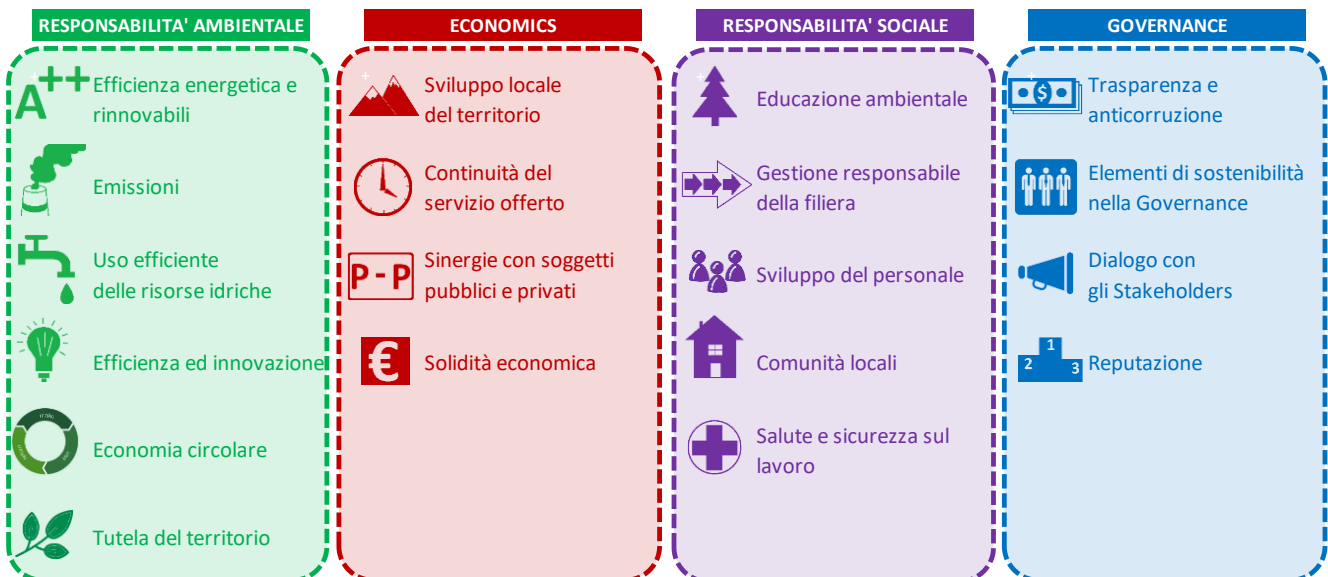 RESPONSABILITA' AMBIENTALE
A++
Efficienza energetica e
rinnovabili
Emissioni
Uso efficiente
delle risorse idriche
Efficienza ed innovazione
Economia circolare
Tutela del territorio
ECONOMICS
Sviluppo locale
del territorio
Continuità del
servizio offerto
P - P
Sinergie con soggetti
pubblici e privati
€
Solidità economica
RESPONSABILITA' SOCIALE
Educazione ambientale
Gestione responsabile
della filiera
Sviluppo del personale
Comunità locali
Salute e sicurezza sul
lavoro
GOVERNANCE
$
Trasparenza e
anticorruzione
Elementi di sostenibilità
nella Governance
Dialogo con
gli Stakeholders
1
2 3
Reputazione